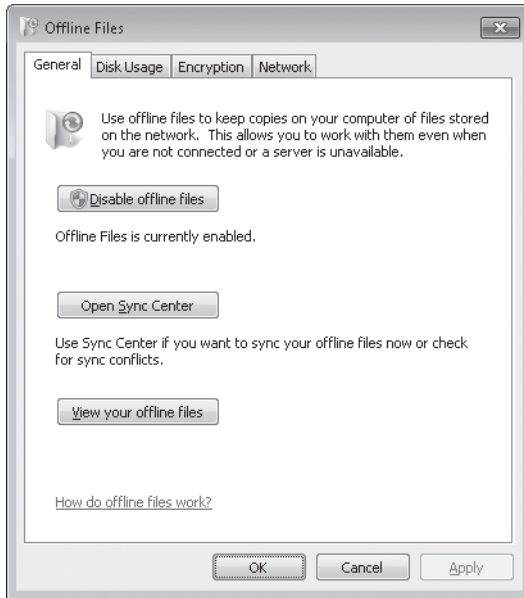 Offline Files
General
Disk Usage
Encryption
Network
Use offline files to keep copies on your computer of files stored
on the network. This allows you to work with them even when
you are not connected or a server is unavailable.
Disable offline files
Offline Files is currently enabled.
Open Sync Center
Use Sync Center if you want to sync your offline files now or check
for sync conflicts.
View your offline files
How do offline files work?
OK
Cancel
Apply